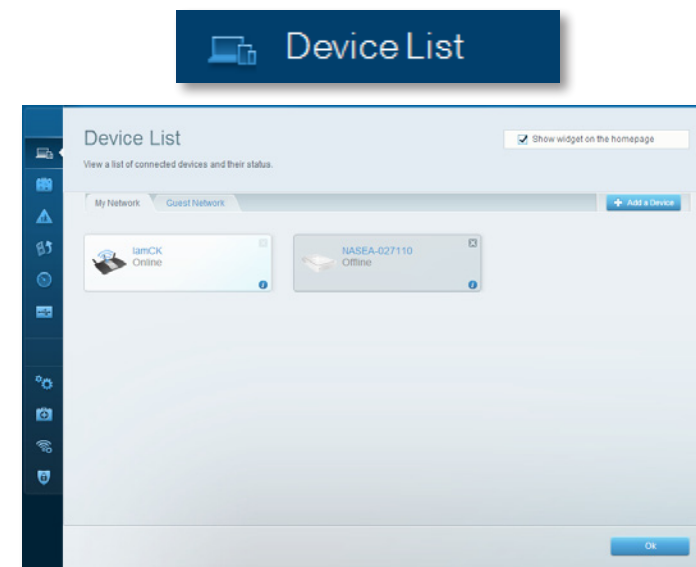 Device List
Device List
Show widget on the homepage
View a list of connected devices and their status.
My Network Guest Network + Add a Device
IamCK NASEA-027110
Online Offline
Ok